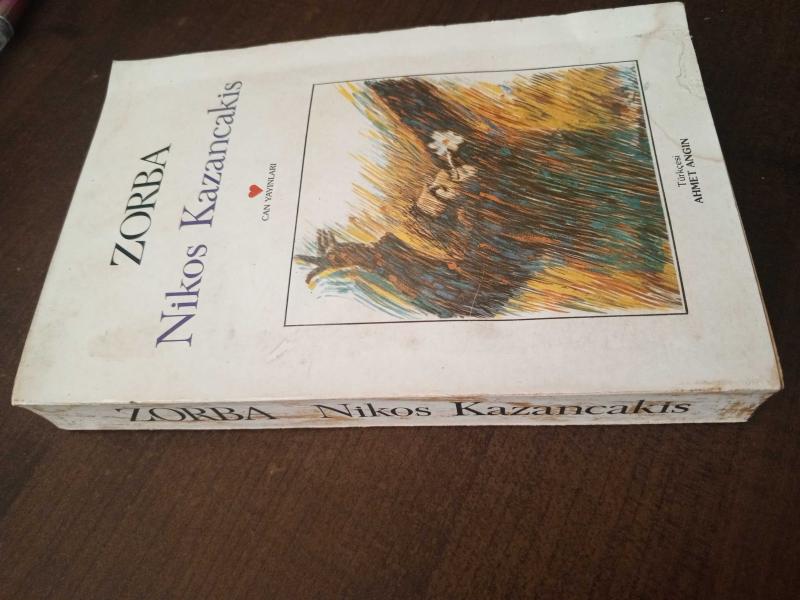 ZORBA
Nikos Kazancakis
CAN YAYINLARI
Türkçesi
AHMET ANGIN
ZORBA Nikos Kazancakis